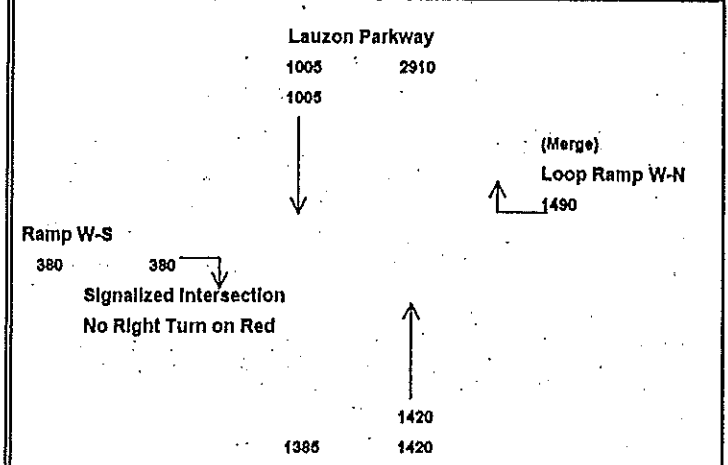 Lauzon Parkway
1005 2910
1005
(Merge)
Loop Ramp W-N
1490
Ramp W-S
380 380
Signalized Intersection
No Right Turn on Red
1420
1385 1420